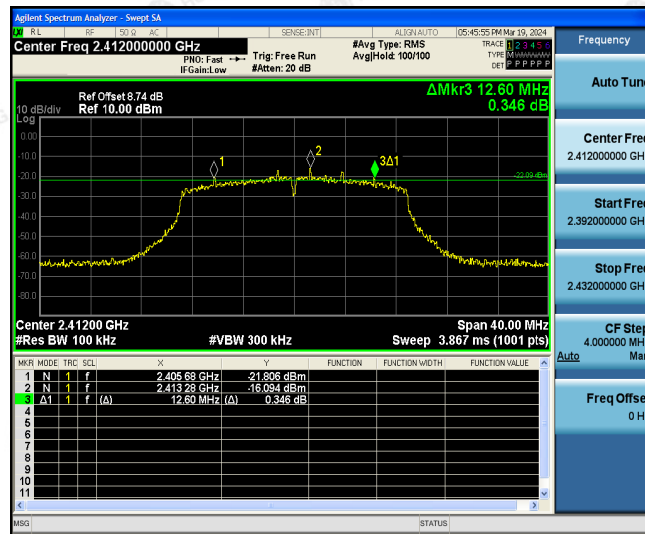 Agilent Spectrum Analyzer - Swept SA
RL RF 50 Ω AC SENSE:INT ALIGN AUTO 05:45:55 PM Mar 19, 2024
Center Freq 2.412000000 GHz
PNO: Fast Trig: Free Run
IFGain:Low #Atten: 20 dB
#Avg Type: RMS
Avg|Hold: 100/100
TRACE 1 2 3 4 5 6
TYPE M
DET P P P P P P
Ref Offset 8.74 dB
Ref 10.00 dBm
10 dB/div
Log
ΔMkr3 12.60 MHz
0.346 dB
0.00
-10.0
-20.0
-30.0
-40.0
-50.0
-60.0
-70.0
-80.0
1
2
3Δ1
-22.09 dBm
Center 2.41200 GHz Span 40.00 MHz
#Res BW 100 kHz #VBW 300 kHz Sweep 3.867 ms (1001 pts)
MKR MODE TRC SCL X Y FUNCTION FUNCTION WIDTH FUNCTION VALUE
1 N 1 f 2.405 68 GHz -21.806 dBm
2 N 1 f 2.413 28 GHz -16.094 dBm
3 Δ1 1 f (Δ) 12.60 MHz (Δ) 0.346 dB
4
5
6
7
8
9
10
11
MSG STATUS
Frequency
Auto Tun
Center Fre
2.412000000 GH
Start Fre
2.392000000 GH
Stop Fre
2.432000000 GH
CF Step
4.000000 MH
Auto Mar
Freq Offse
0 H